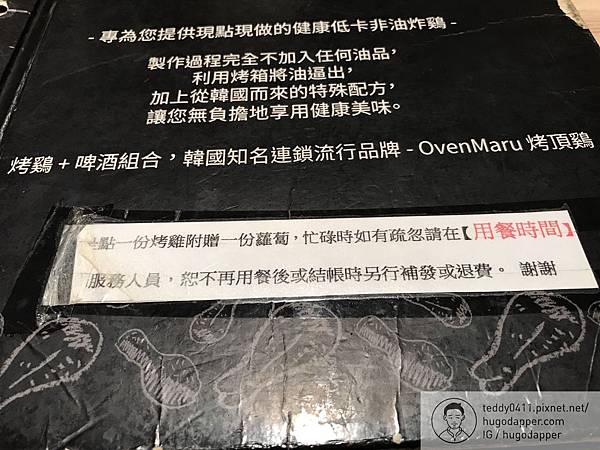 - 專為您提供現點現做的健康低卡非油炸雞 -
製作過程完全不加入任何油品,
利用烤箱將油逼出,
加上從韓國而來的特殊配方,
讓您無負擔地享用健康美味。
烤雞 + 啤酒組合,韓國知名連鎖流行品牌 - OvenMaru 烤頂雞
點一份烤雞附贈一份蘿蔔,忙碌時如有疏忽請在【用餐時間】
服務人員,恕不再用餐後或結帳時另行補發或退費。 謝謝
teddy0411.pixnet.net/
hugodapper.com
IG / hugodapper